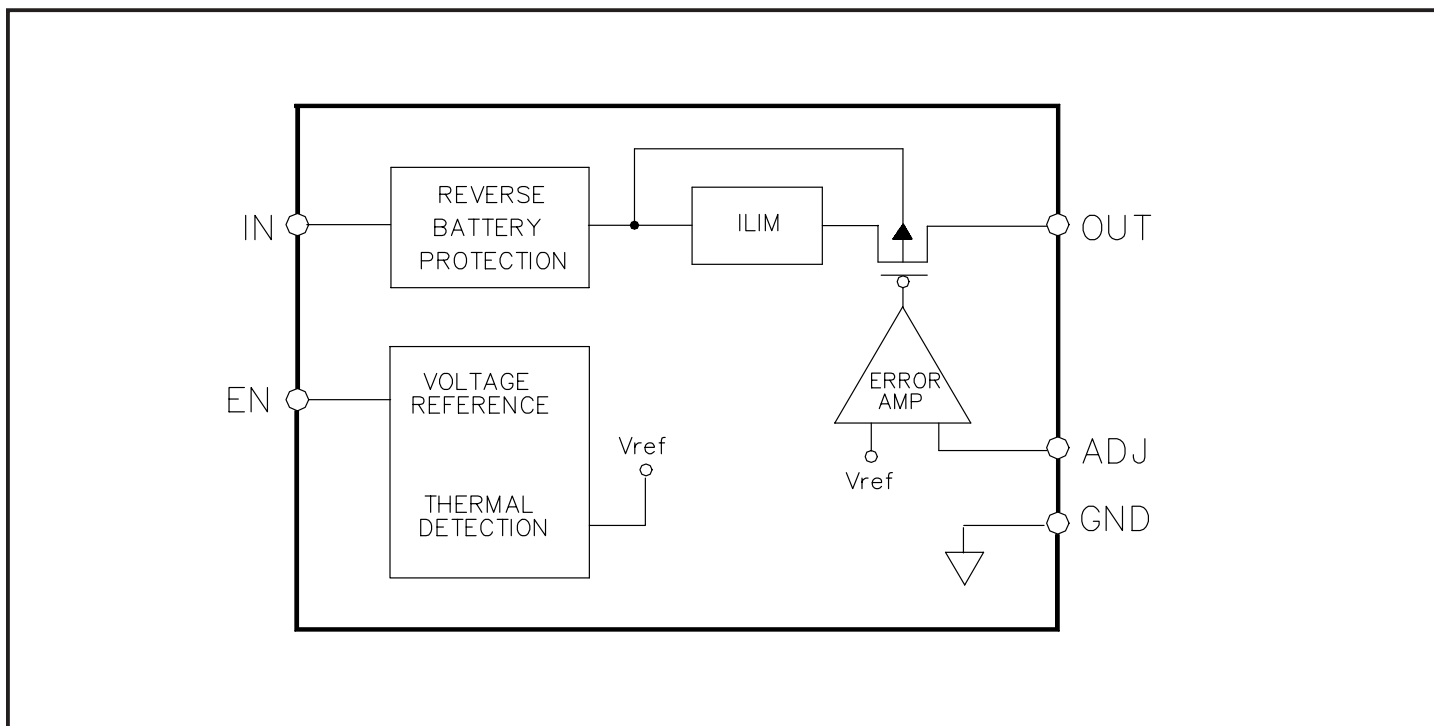 IN
REVERSE
BATTERY
PROTECTION
ILIM
OUT
EN
VOLTAGE
REFERENCE
THERMAL
DETECTION
Vref
ERROR
AMP
Vref
ADJ
GND